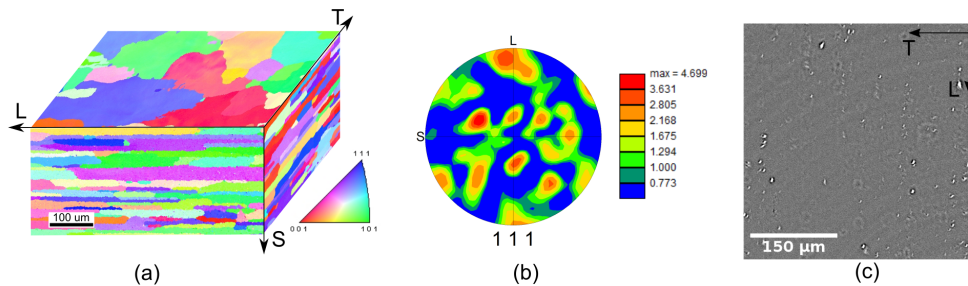 T
L
100 um
S
1 1 1
0 0 1
1 0 1
(a)
L
S
1 1 1
max = 4.699
3.631
2.805
2.168
1.675
1.294
1.000
0.773
(b)
T
L
150 µm
(c)